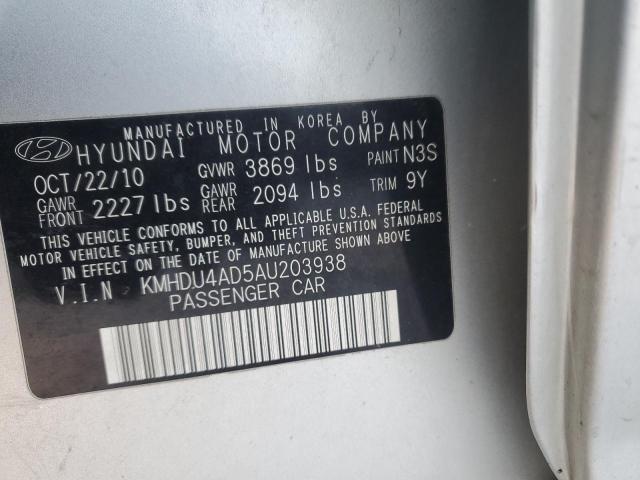 MANUFACTURED IN KOREA BY
HYUNDAI MOTOR COMPANY
OCT/22/10 GVWR 3869 lbs PAINT N3S
GAWR FRONT 2227 lbs GAWR REAR 2094 lbs TRIM 9Y
THIS VEHICLE CONFORMS TO ALL APPLICABLE U.S.A. FEDERAL
MOTOR VEHICLE SAFETY, BUMPER, AND THEFT PREVENTION STANDARDS
IN EFFECT ON THE DATE OF MANUFACTURE SHOWN ABOVE.
V.I.N KMHDU4AD5AU203938
PASSENGER CAR